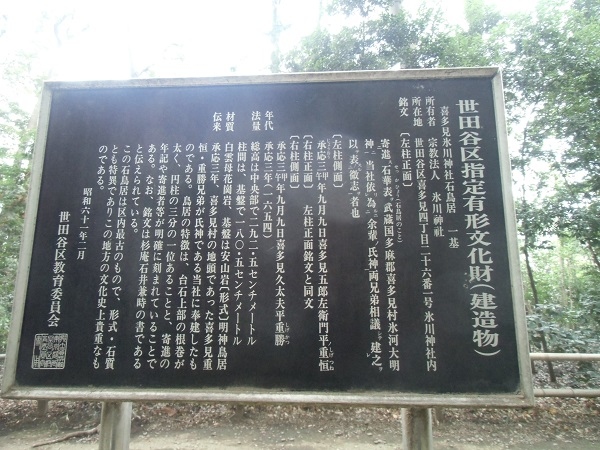 世田谷区指定有形文化財(建造物)
喜多見氷川神社石鳥居 一基
所有者 宗教法人 氷川神社
所在地 世田谷区喜多見四丁目二十六番一号 氷川神社内
銘文 〔左柱正面〕
寄進石華表武蔵国多麻郡喜多見村氷河大明
神当社依為余輩氏神両兄弟相議建之
以表徴志者也
〔左柱側面〕
承応三甲午年九月九日喜多見五郎左衛門平重恒
〔右柱正面〕 左柱正面銘文と同文
〔右柱側面〕
承応三甲午年九月九日喜多見久太夫平重勝
年代 承応三年(一六五四)
法量 総高は中央部で二九二・五センチメートル
柱間は、基盤で一八〇・五センチメートル
材質 白雲母花崗岩、基盤は安山岩(形式)明神鳥居
伝来 承応三年、喜多見村の地頭であった喜多見重
恒・重勝兄弟が氏神である当社に奉建したも
のである。鳥居の特徴は、台石上部の根巻が
太く、円柱の三分の一位あることと、寄進の
年記や寄進者等が明確に刻まれていることで
ある。なお、銘文は杉庵石井兼時の書である
と伝えられている。
この石鳥居は区内最古のもので、形式・石質
とも特異でありこの地方の文化史上貴重なも
のである。
昭和六十一年二月
世田谷区教育委員会